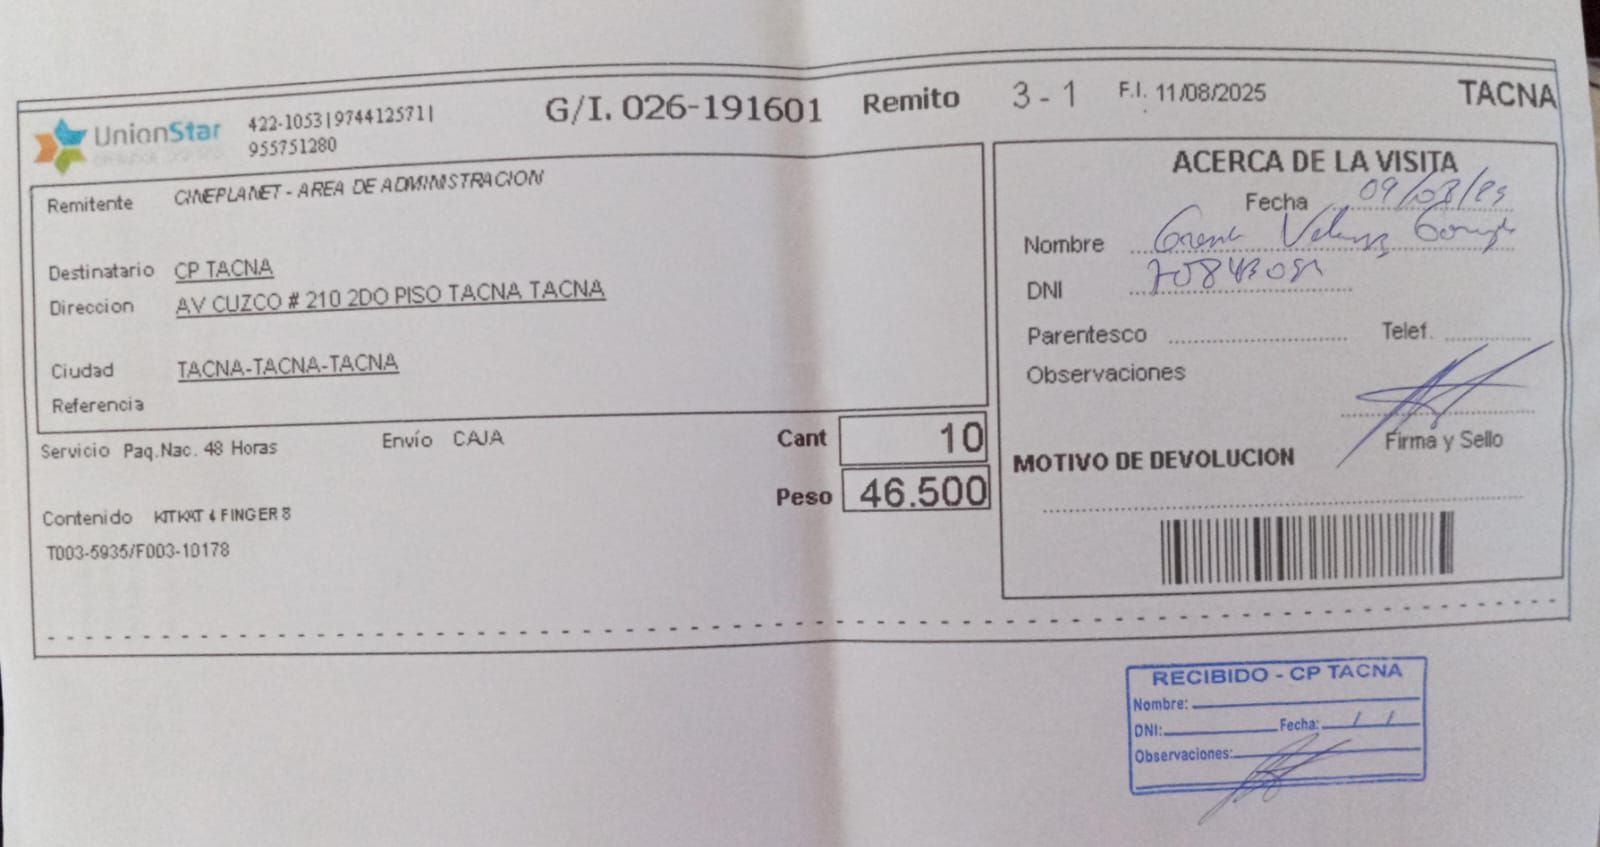 UnionStar
422-1053|974412571|
955751280
G/I. 026-191601
Remito 3 - 1
F.I. 11/08/2025
TACNA
Remitente CINEPLANET - AREA DE ADMINISTRACION
Destinatario CP TACNA
Direccion AV CUZCO # 210 2DO PISO TACNA TACNA
Ciudad TACNA-TACNA-TACNA
Referencia
Servicio Paq.Nac. 48 Horas Envío CAJA
Cant 10
Peso 46.500
Contenido KITKAT 4 FINGER 8
T003-5935/F003-10178
ACERCA DE LA VISITA
Fecha
Nombre
DNI
Parentesco Telef.
Observaciones
Firma y Sello
MOTIVO DE DEVOLUCION
RECIBIDO - CP TACNA
Nombre:
DNI: Fecha: / /
Observaciones: